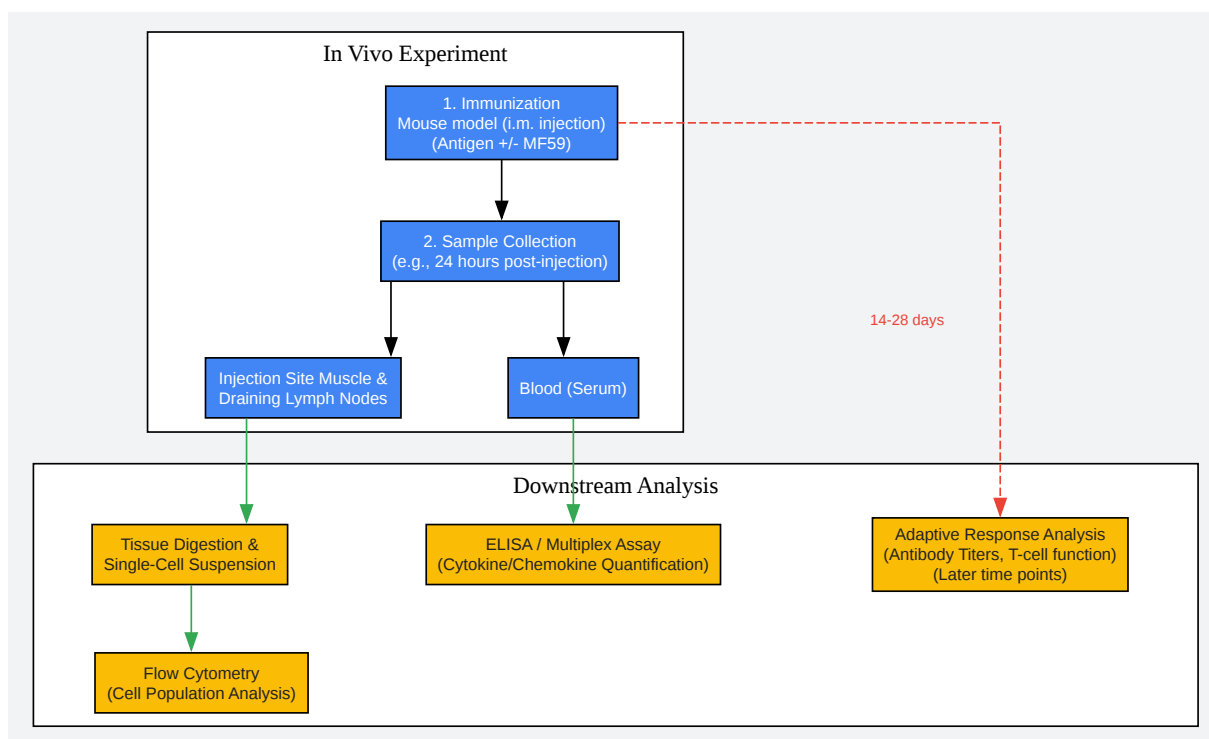 In Vivo Experiment
1. Immunization
Mouse model (i.m. injection)
(Antigen +/- MF59)
2. Sample Collection
(e.g., 24 hours post-injection)
14-28 days
Injection Site Muscle &
Draining Lymph Nodes
Blood (Serum)
Downstream Analysis
Tissue Digestion &
Single-Cell Suspension
ELISA / Multiplex Assay
(Cytokine/Chemokine Quantification)
Adaptive Response Analysis
(Antibody Titers, T-cell function)
(Later time points)
Flow Cytometry
(Cell Population Analysis)